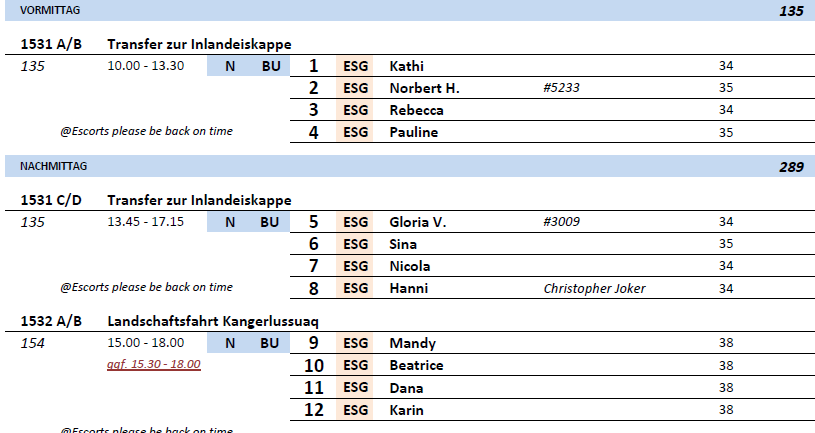 VORMITTAG 135
1531 A/B Transfer zur Inlandeiskappe
135 10.00 - 13.30 N BU 1 ESG Kathi 34
2 ESG Norbert H. #5233 35
3 ESG Rebecca 34
@Escorts please be back on time 4 ESG Pauline 35
NACHMITTAG 289
1531 C/D Transfer zur Inlandeiskappe
135 13.45 - 17.15 N BU 5 ESG Gloria V. #3009 34
6 ESG Sina 35
7 ESG Nicola 34
@Escorts please be back on time 8 ESG Hanni Christopher Joker 34
1532 A/B Landschaftsfahrt Kangerlussuaq
154 15.00 - 18.00 N BU 9 ESG Mandy 38
ggf. 15.30 - 18.00 10 ESG Beatrice 38
11 ESG Dana 38
12 ESG Karin 38
@Escorts please be back on time